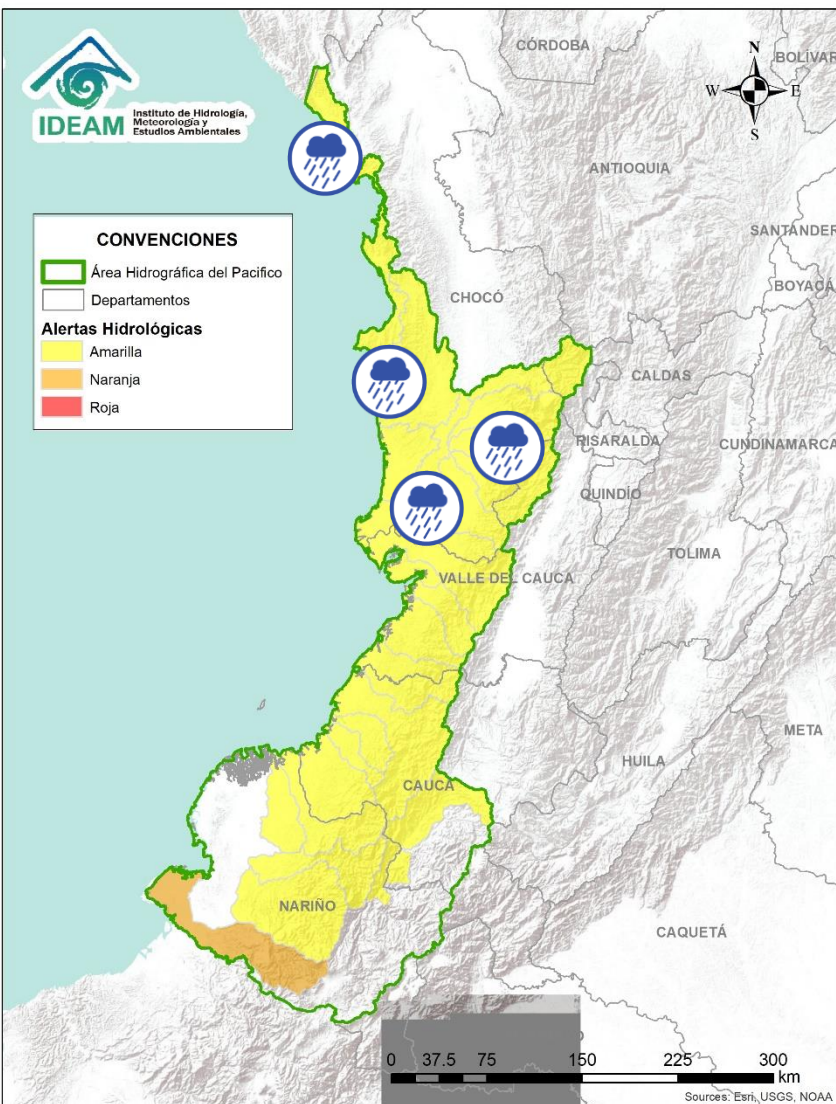 CÓRDOBA
BOLÍVAR
N
W E
S
IDEAM
Instituto de Hidrología,
Meteorología y
Estudios Ambientales
ANTIOQUIA
SANTANDER
CONVENCIONES
Área Hidrográfica del Pacifico
Departamentos
Alertas Hidrológicas
Amarilla
Naranja
Roja
BOYACÁ
CHOCÓ
CALDAS
RISARALDA
CUNDINAMARCA
QUINDÍO
TOLIMA
VALLE DEL CAUCA
META
HUILA
CAUCA
NARIÑO
CAQUETÁ
0 37.5 75 150 225 300
km
Sources: Esri, USGS, NOAA